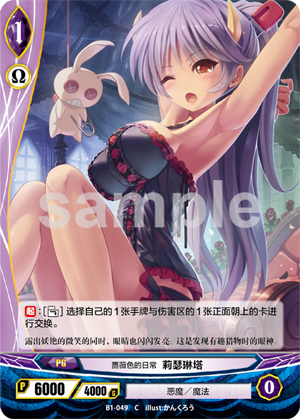 1
Ω
sample
起:[ ]选择自己的1张手牌与伤害区的1张正面朝上的卡进
行交换。
露出妖艳的微笑的同时,眼睛也闪闪发亮。这是发现有趣猎物时的眼神
PG
蔷薇色的日常 莉瑟琳塔
P 6000 / 4000 G
恶魔／魔法
0
B1-049 C illust:かんくろう